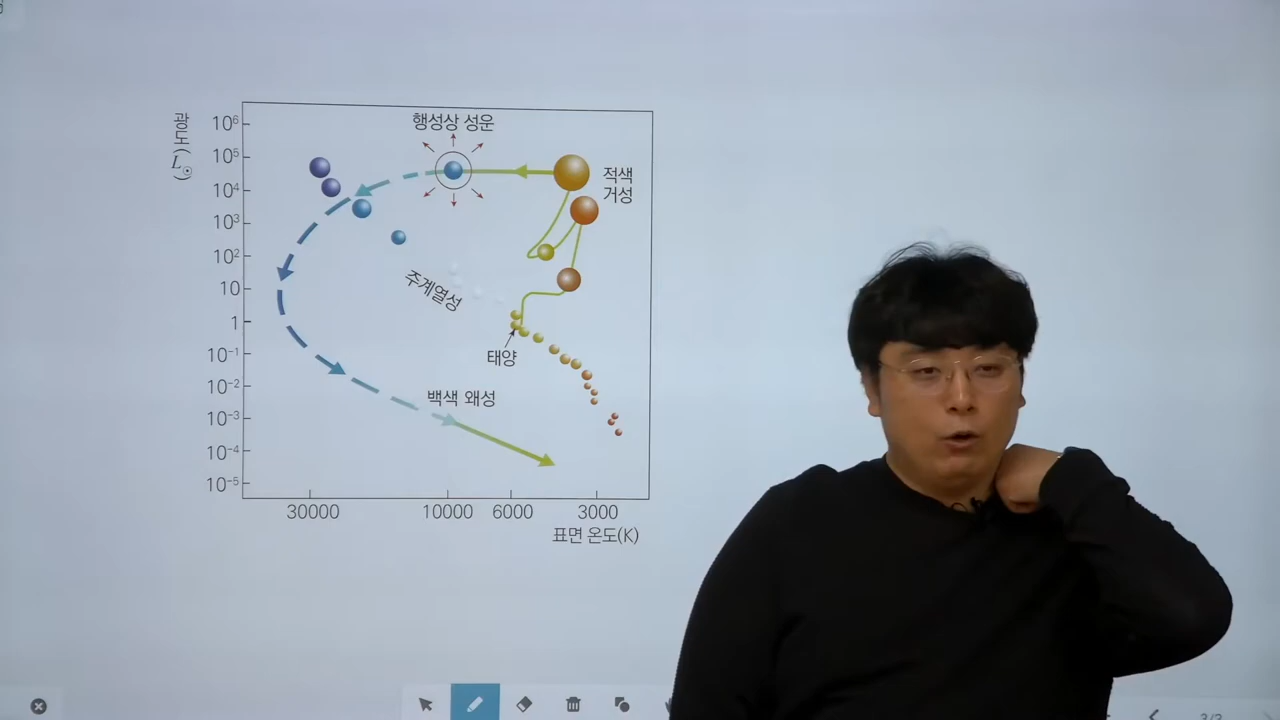 광도(L⊙)
10⁶
10⁵
10⁴
10³
10²
10
1
10⁻¹
10⁻²
10⁻³
10⁻⁴
10⁻⁵
행성상 성운
적색
거성
주계열성
태양
백색 왜성
30000
10000
6000
3000
표면 온도(K)
2/2